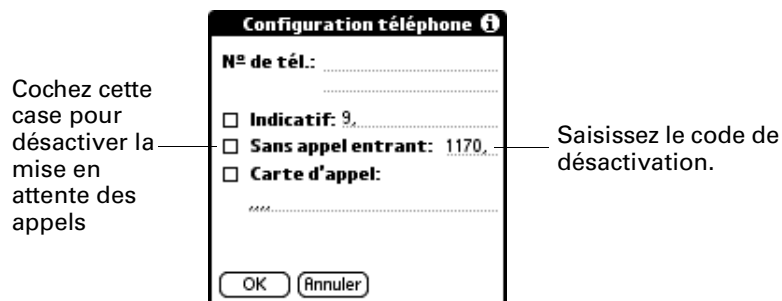 Configuration téléphone i
Nº de tél.:
Cochez cette
case pour
désactiver la
mise en
attente des
appels
Indicatif: 9,
Sans appel entrant: 1170,
Carte d'appel:
,,,,
OK Annuler
Saisissez le code de
désactivation.